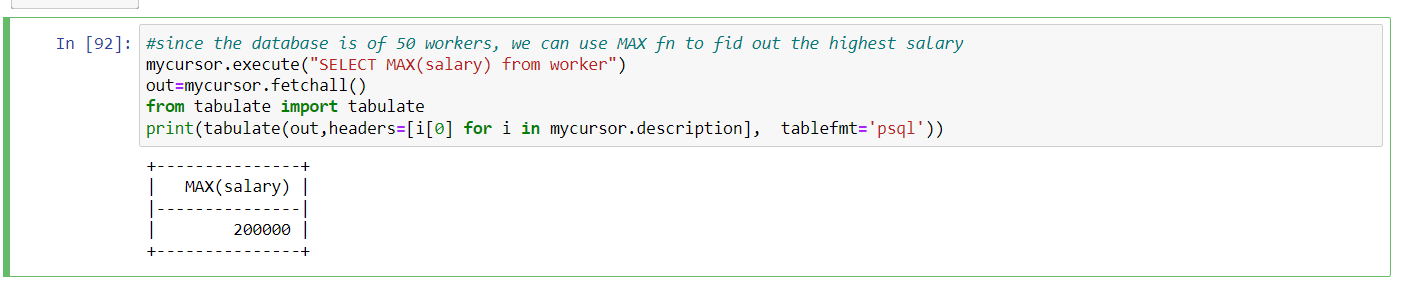 In [92]: #since the database is of 50 workers, we can use MAX fn to fid out the highest salary
mycursor.execute("SELECT MAX(salary) from worker")
out=mycursor.fetchall()
from tabulate import tabulate
print(tabulate(out,headers=[i[0] for i in mycursor.description],  tablefmt='psql'))
+---------------+
|   MAX(salary) |
|---------------|
|        200000 |
+---------------+